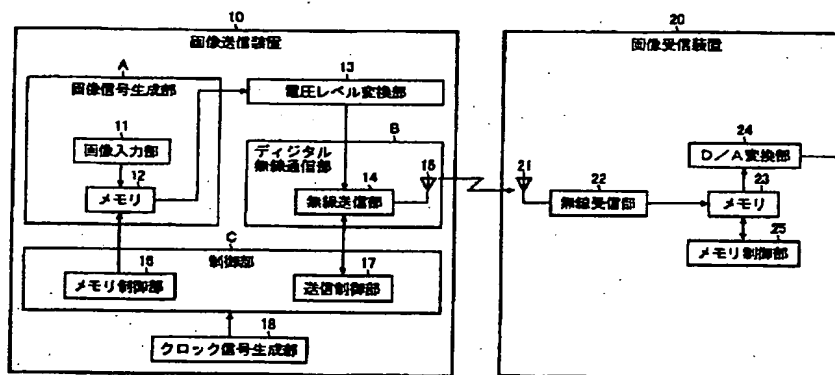 10
画像送信装置
A
画像信号生成部
11
画像入力部
12
メモリ
13
電圧レベル変換部
B
ディジタル
無線通信部
14
無線送信部
15
C
制御部
16
メモリ制御部
17
送信制御部
18
クロック信号生成部
20
画像受信装置
21
22
無線受信部
24
D/A変換部
23
メモリ
25
メモリ制御部